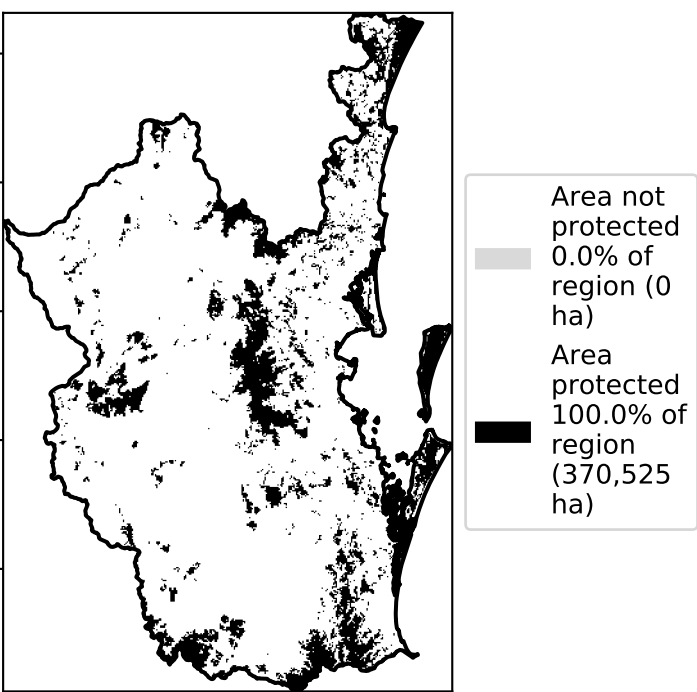 Area not
protected
0.0% of
region (0
ha)
Area
protected
100.0% of
region
(370,525
ha)